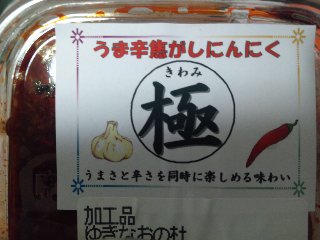 うま辛焦がしにんにく
きわみ
極
うまさと辛さを同時に楽しめる味わい
加工品
ゆきなおの杜